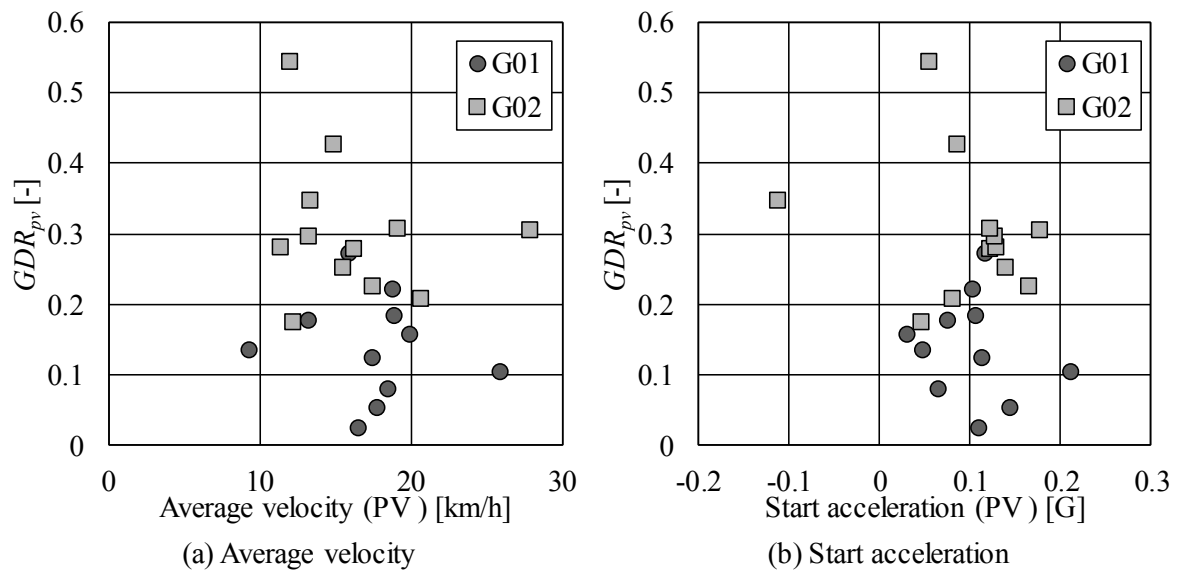 0.6
0.5
0.4
0.3
0.2
0.1
0
GDR_pv [-]
G01
G02
0 10 20 30
Average velocity (PV ) [km/h]
(a) Average velocity
0.6
0.5
0.4
0.3
0.2
0.1
0
GDR_pv [-]
G01
G02
-0.2 -0.1 0 0.1 0.2 0.3
Start acceleration (PV ) [G]
(b) Start acceleration